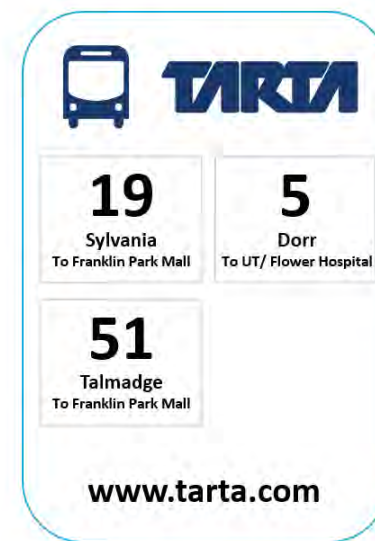 TARTA
19
Sylvania
To Franklin Park Mall
5
Dorr
To UT/ Flower Hospital
51
Talmadge
To Franklin Park Mall
www.tarta.com